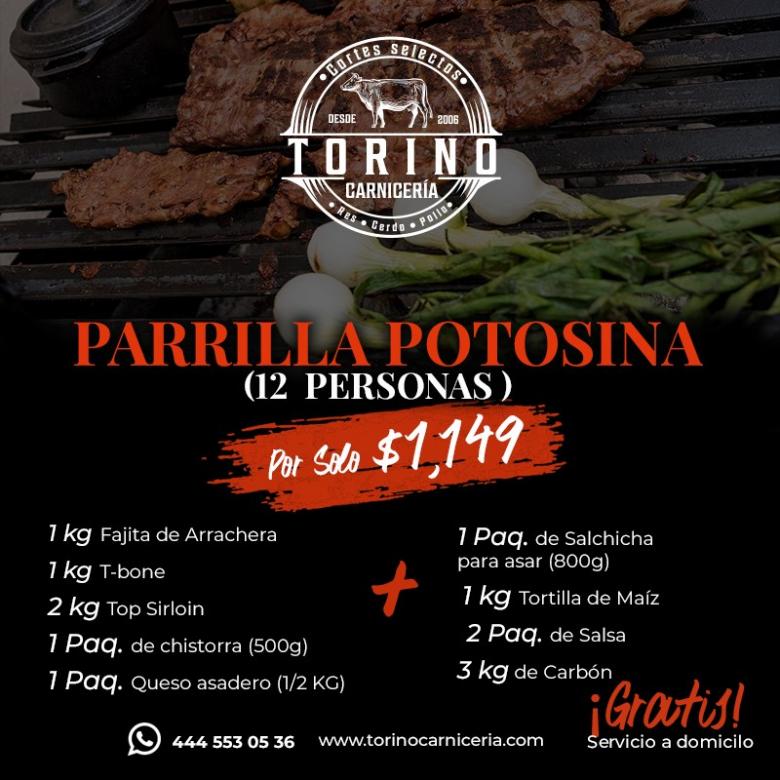 • Cortes Selectos •
DESDE 2006
TORINO
CARNICERÍA
• Res • Cerdo • Pollo •
PARRILLA POTOSINA
(12 PERSONAS)
Por Solo $1,149
1 kg Fajita de Arrachera
1 kg T-bone
2 kg Top Sirloin
1 Paq. de chistorra (500g)
1 Paq. Queso asadero (1/2 KG)
+
1 Paq. de Salchicha
para asar (800g)
1 kg Tortilla de Maíz
2 Paq. de Salsa
3 kg de Carbón
¡Gratis!
Servicio a domicilo
444 553 05 36 www.torinocarniceria.com